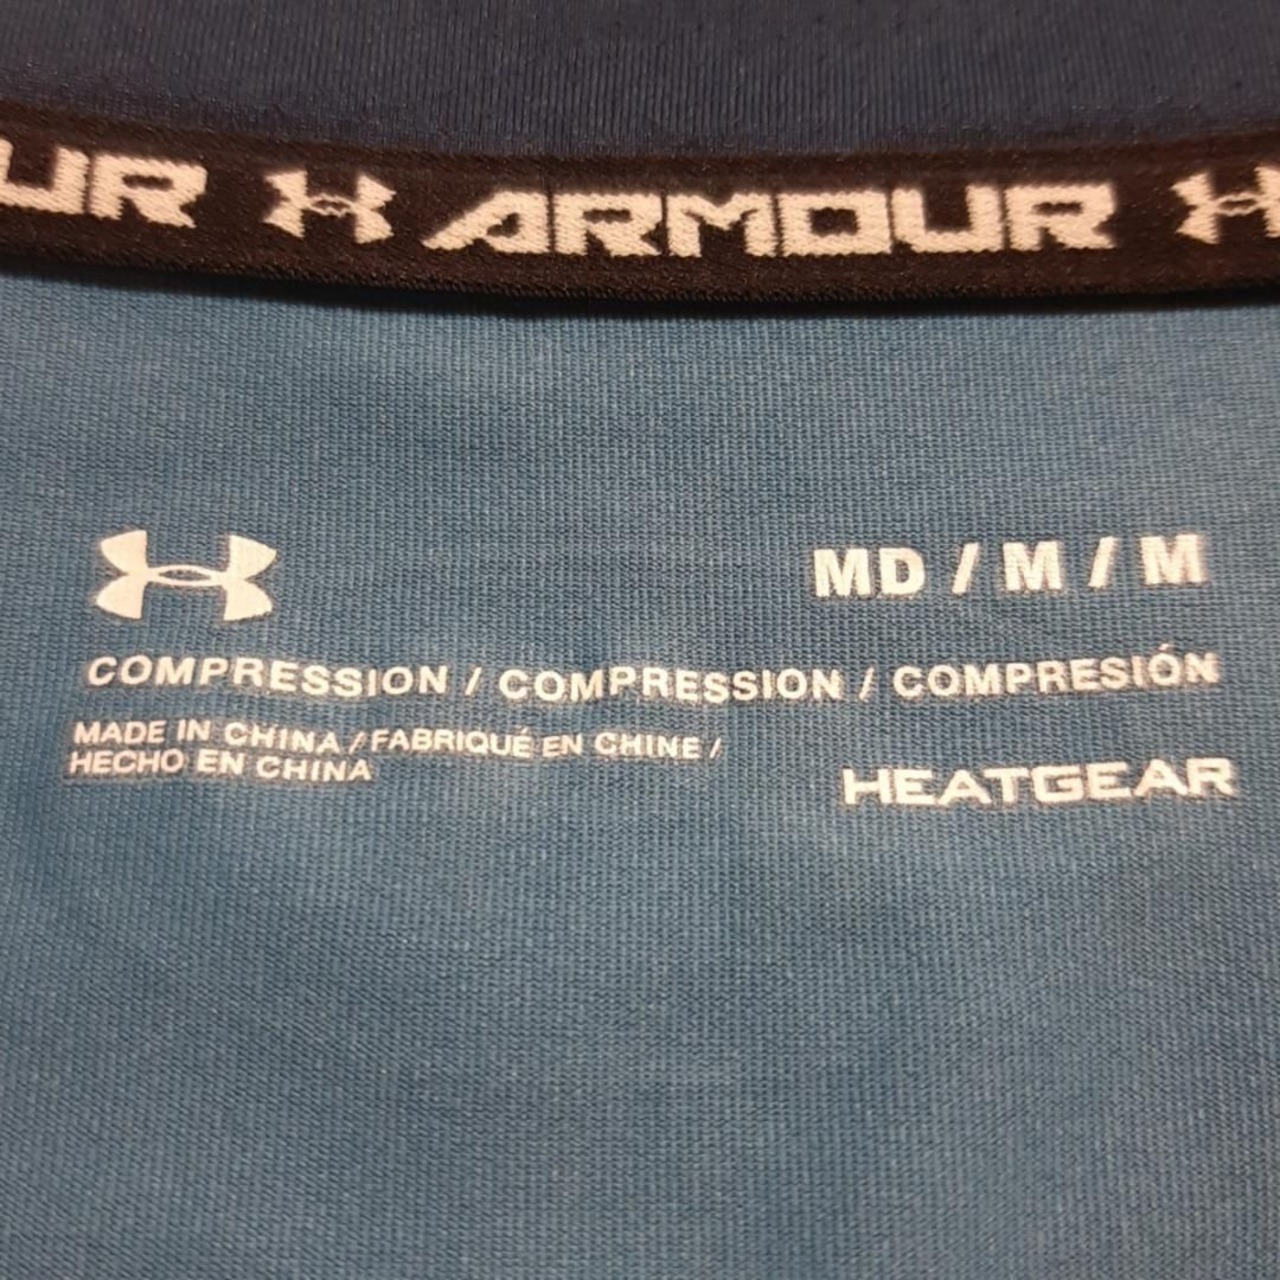 UR ARMOUR
MD / M / M
COMPRESSION / COMPRESSION / COMPRESIÓN
MADE IN CHINA / FABRIQUÉ EN CHINE /
HECHO EN CHINA
HEATGEAR